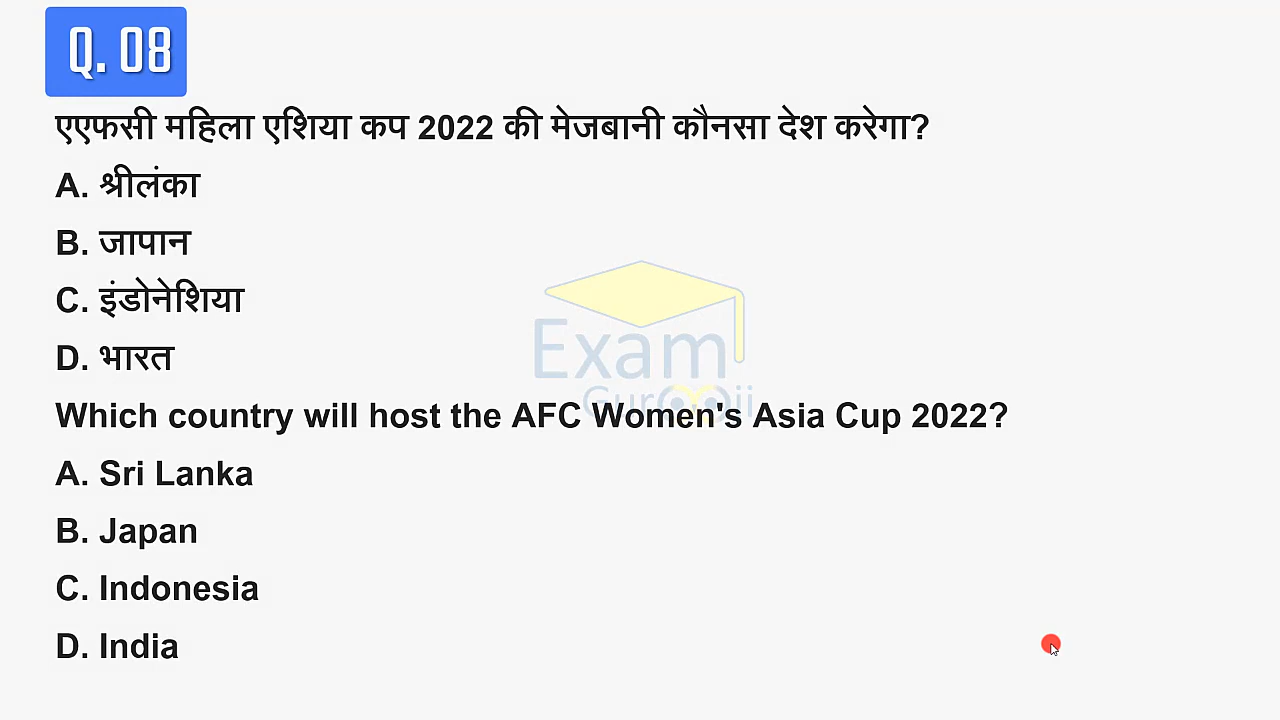 Q. 08
एएफसी महिला एशिया कप 2022 की मेजबानी कौनसा देश करेगा?
A. श्रीलंका
B. जापान
C. इंडोनेशिया
D. भारत
Exam
Which country will host the AFC Women's Asia Cup 2022?
A. Sri Lanka
B. Japan
C. Indonesia
D. India